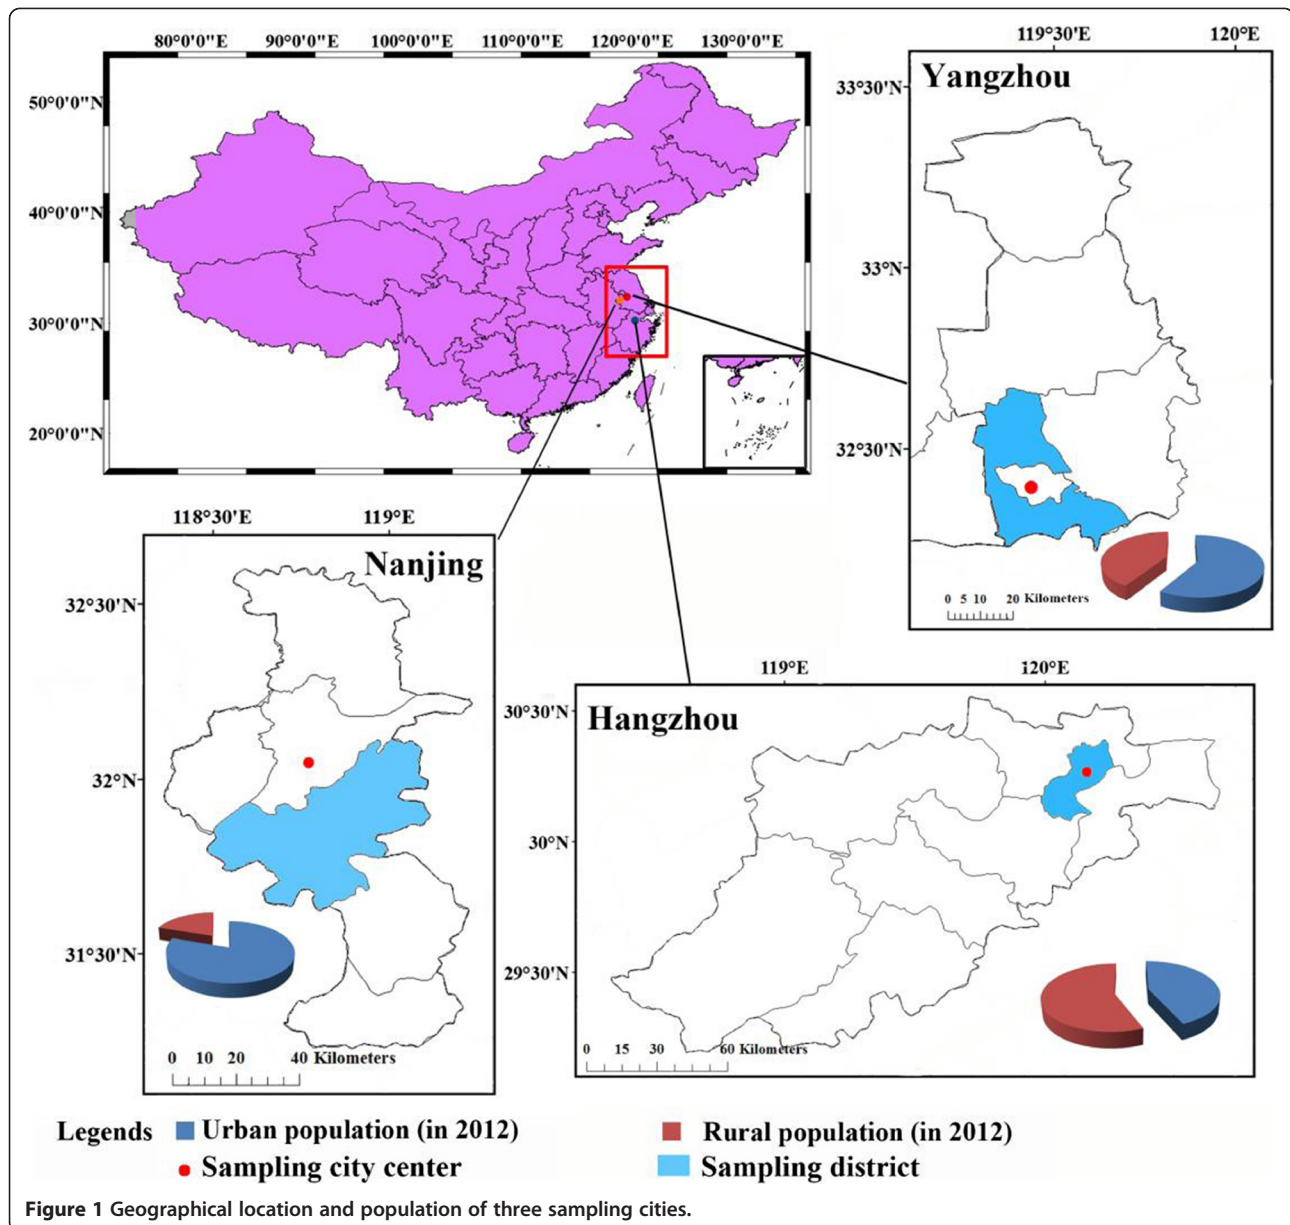 80°0'0"E 90°0'0"E 100°0'0"E 110°0'0"E 120°0'0"E 130°0'0"E
50°0'0"N
40°0'0"N
30°0'0"N
20°0'0"N
119°30'E 120°E
Yangzhou
33°30'N
33°N
32°30'N
0 5 10 20 Kilometers
118°30'E 119°E
Nanjing
32°30'N
32°N
31°30'N
0 10 20 40 Kilometers
119°E 120°E
Hangzhou
30°30'N
30°N
29°30'N
0 15 30 60 Kilometers
Legends Urban population (in 2012) Rural population (in 2012)
Sampling city center Sampling district
Figure 1 Geographical location and population of three sampling cities.